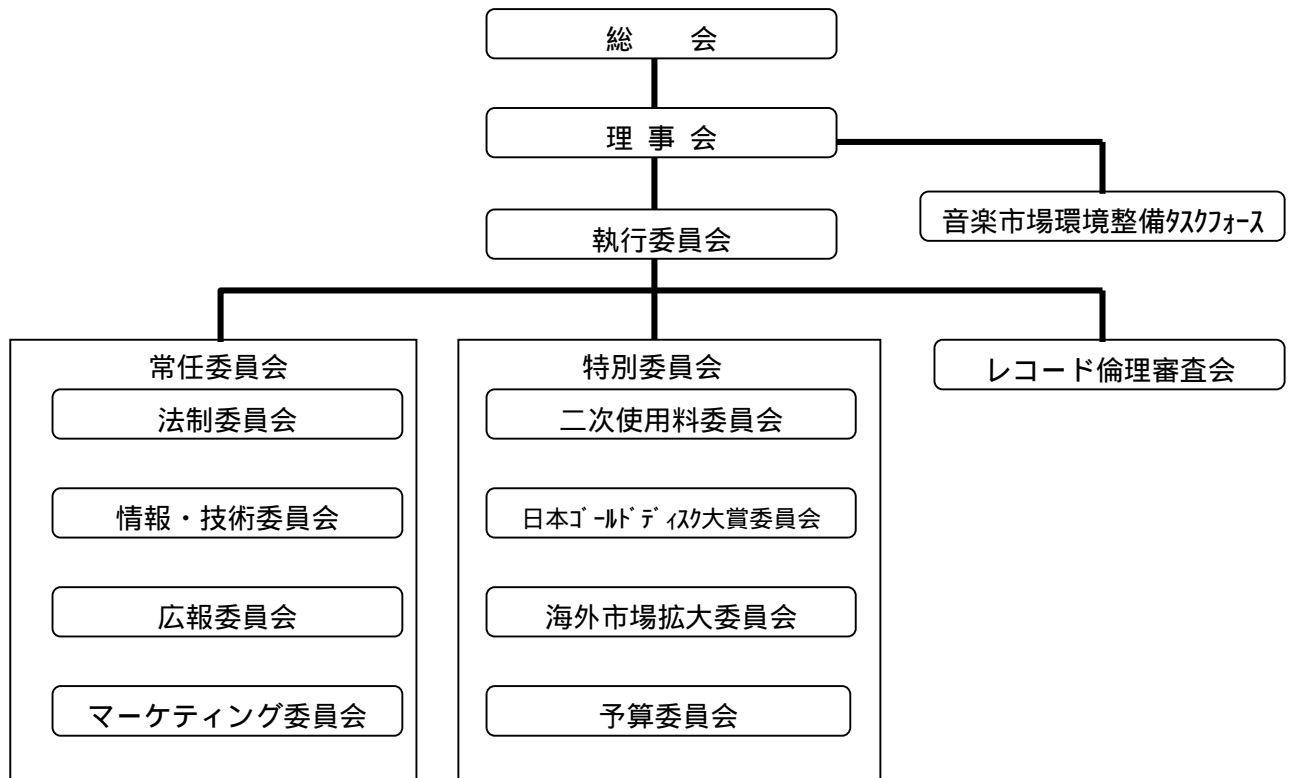 総　会
理 事 会
音楽市場環境整備ﾀｽｸﾌｫｰｽ
執行委員会
常任委員会
法制委員会
情報・技術委員会
広報委員会
マーケティング委員会
特別委員会
二次使用料委員会
日本ｺﾞｰﾙﾄﾞﾃﾞｨｽｸ大賞委員会
海外市場拡大委員会
予算委員会
レコード倫理審査会